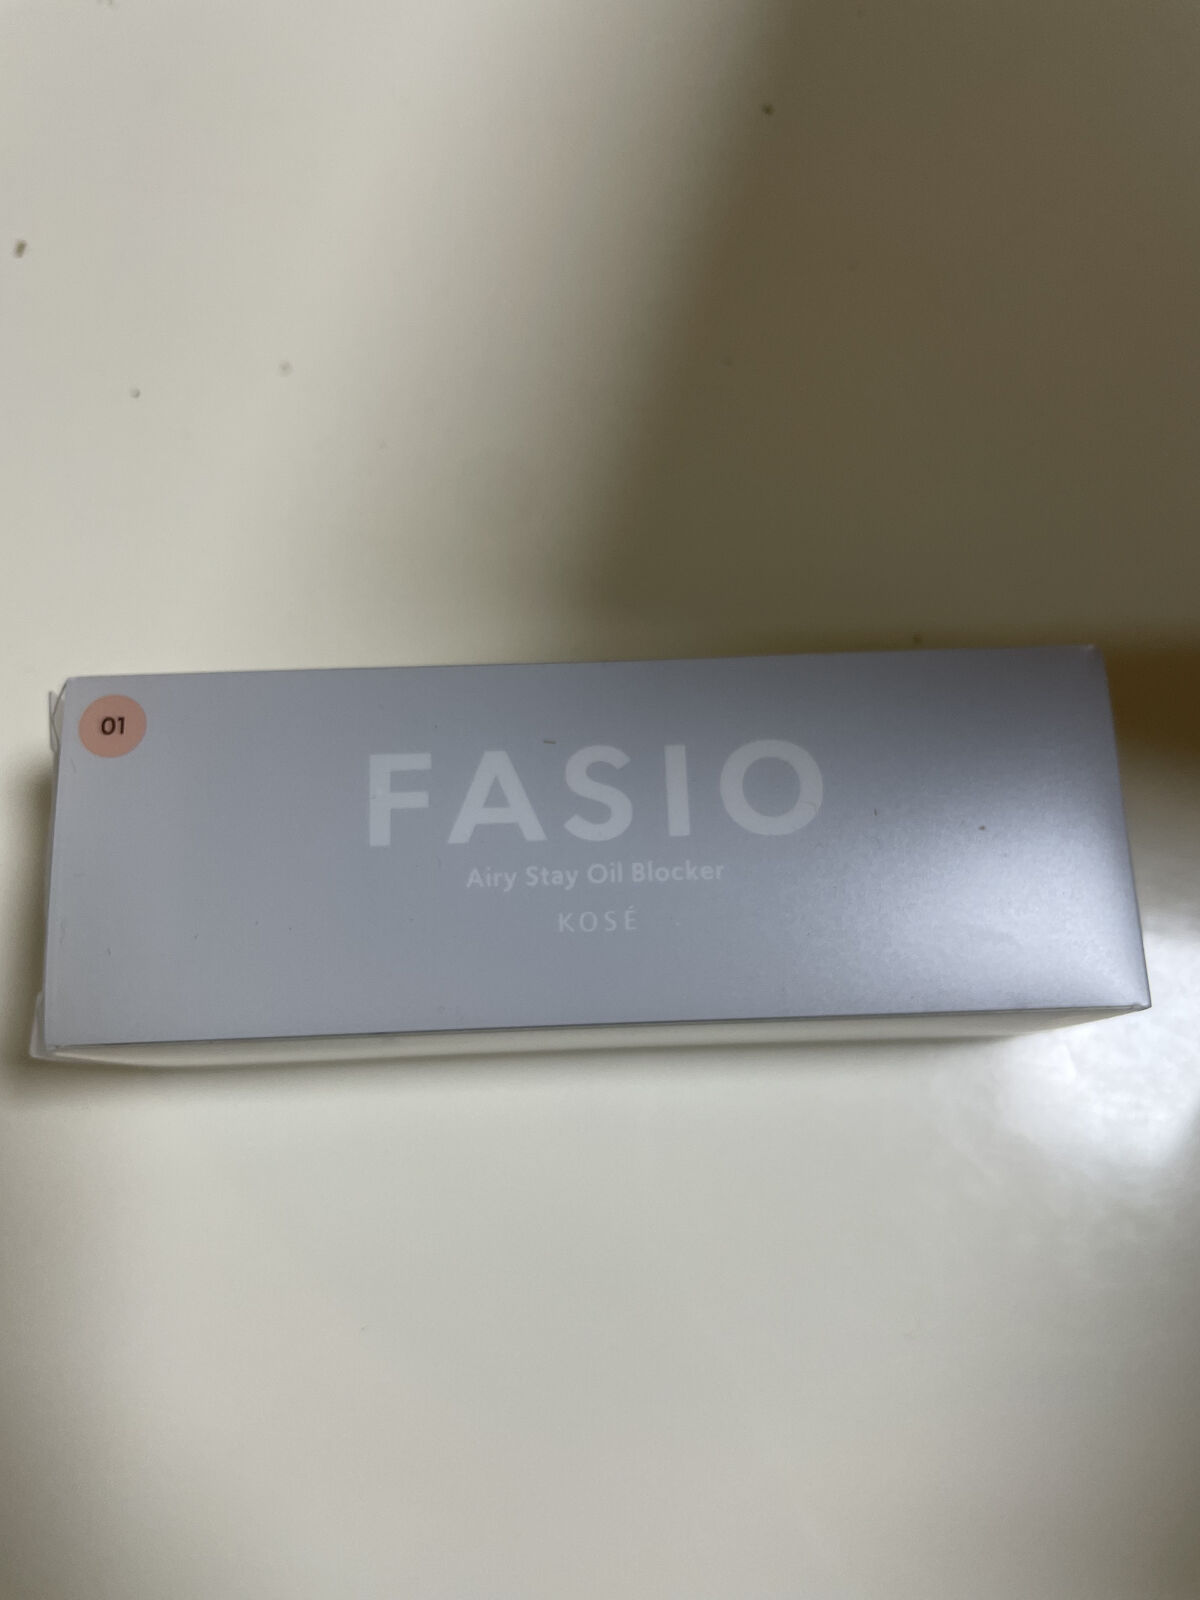 01
FASIO
Airy Stay Oil Blocker
KOSÉ